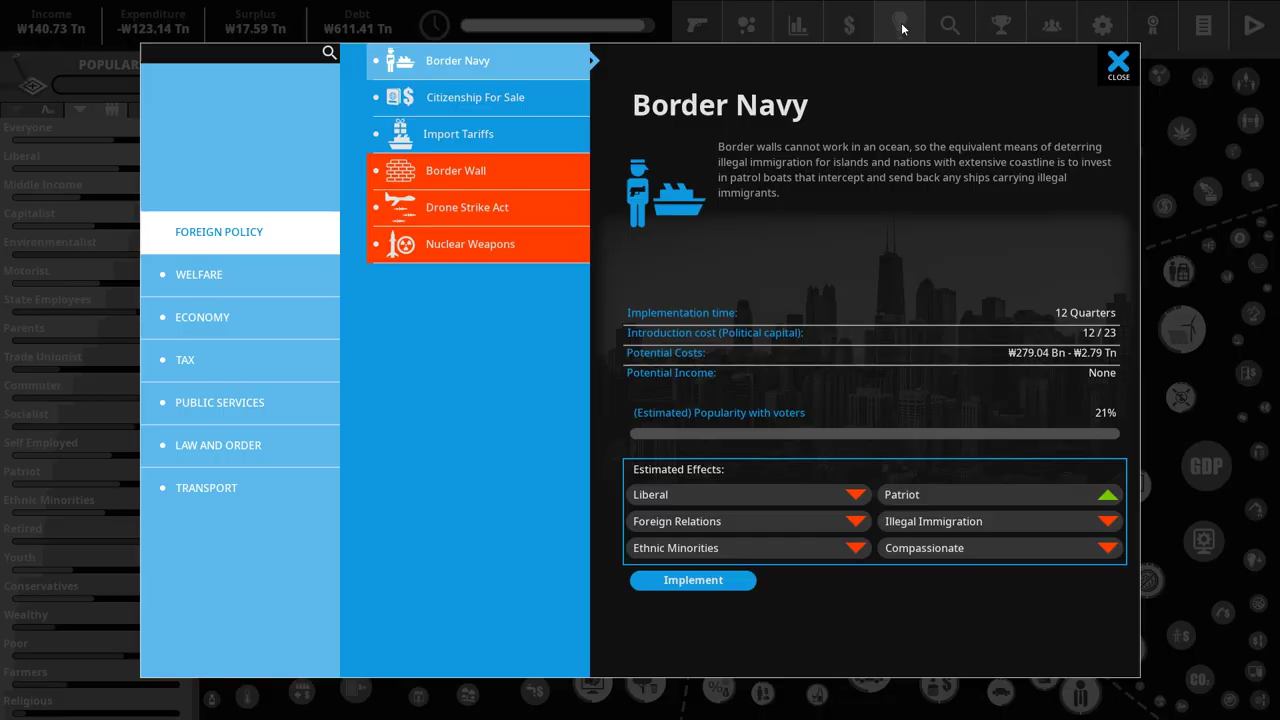 Income
Expenditure
Surplus
Debt
₩140.73 Tn
-₩123.14 Tn
₩17.59 Tn
₩611.41 Tn
POPULAR
Everyone
Liberal
Middle Income
Capitalist
Environmentalist
Motorist
State Employees
Parents
Trade Unionist
Commuter
Socialist
Self Employed
Patriot
Ethnic Minorities
Retired
Youth
Conservatives
Wealthy
Poor
Farmers
Religious
FOREIGN POLICY
WELFARE
ECONOMY
TAX
PUBLIC SERVICES
LAW AND ORDER
TRANSPORT
Border Navy
Citizenship For Sale
Import Tariffs
Border Wall
Drone Strike Act
Nuclear Weapons
CLOSE
Border Navy
Border walls cannot work in an ocean, so the equivalent means of deterring
illegal immigration for islands and nations with extensive coastline is to invest
in patrol boats that intercept and send back any ships carrying illegal
immigrants.
Implementation time: 12 Quarters
Introduction cost (Political capital): 12 / 23
Potential Costs: ₩279.04 Bn - ₩2.79 Tn
Potential Income: None
(Estimated) Popularity with voters 21%
Estimated Effects:
Liberal Patriot
Foreign Relations Illegal Immigration
Ethnic Minorities Compassionate
Implement
GDP
CO₂